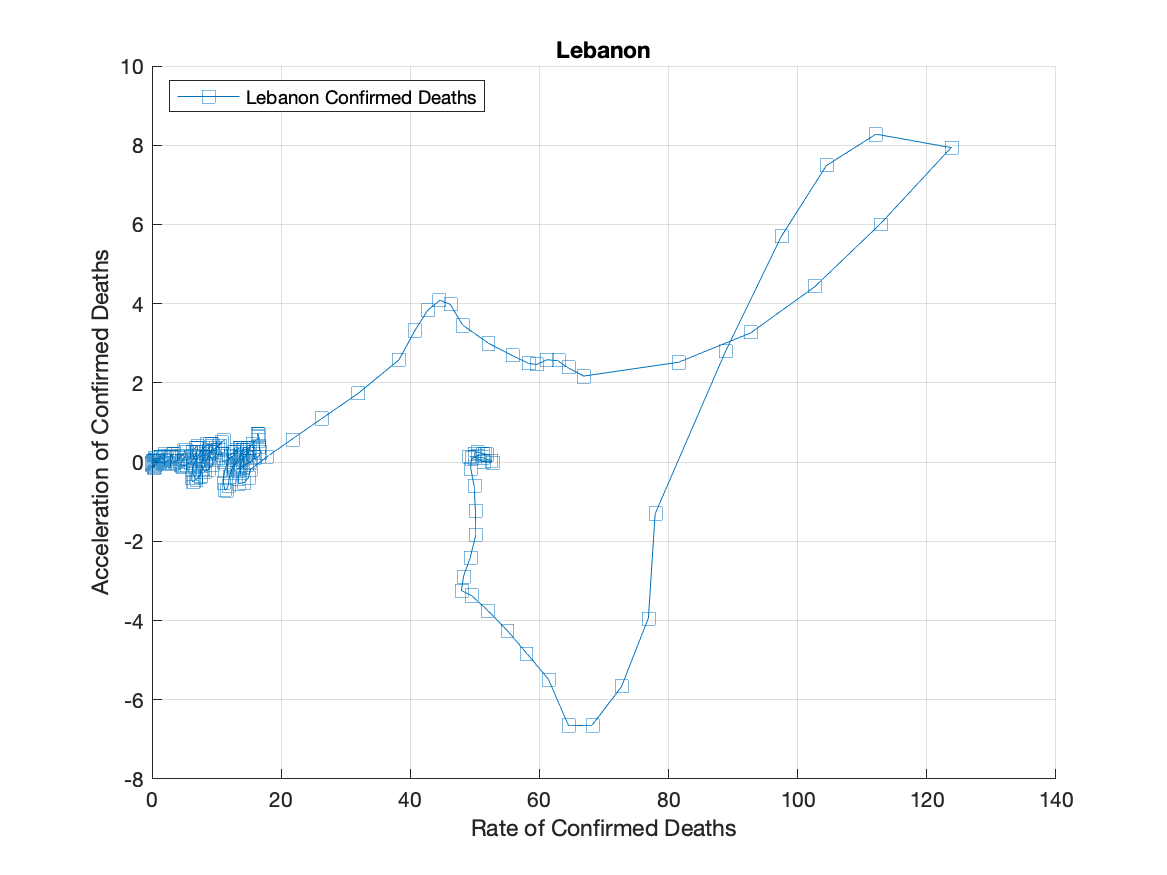 Lebanon
10
Lebanon Confirmed Deaths
8
6
4
2
0
-2
-4
-6
-8
Acceleration of Confirmed Deaths
0 20 40 60 80 100 120 140
Rate of Confirmed Deaths